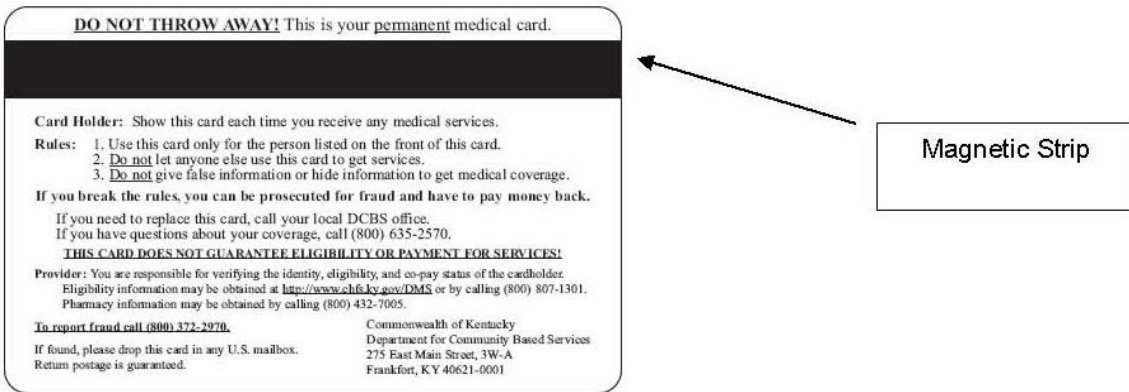 DO NOT THROW AWAY! This is your permanent medical card.
Magnetic Strip
Card Holder: Show this card each time you receive any medical services.
Rules: 1. Use this card only for the person listed on the front of this card.
2. Do not let anyone else use this card to get services.
3. Do not give false information or hide information to get medical coverage.
If you break the rules, you can be prosecuted for fraud and have to pay money back.
If you need to replace this card, call your local DCBS office.
If you have questions about your coverage, call (800) 635-2570.
THIS CARD DOES NOT GUARANTEE ELIGIBILITY OR PAYMENT FOR SERVICES!
Provider: You are responsible for verifying the identity, eligibility, and co-pay status of the cardholder.
Eligibility information may be obtained at http://www.chfs.ky.gov/DMS or by calling (800) 807-1301.
Pharmacy information may be obtained by calling (800) 432-7005.
To report fraud call (800) 372-2970.
If found, please drop this card in any U.S. mailbox.
Return postage is guaranteed.
Commonwealth of Kentucky
Department for Community Based Services
275 East Main Street, 3W-A
Frankfort, KY 40621-0001